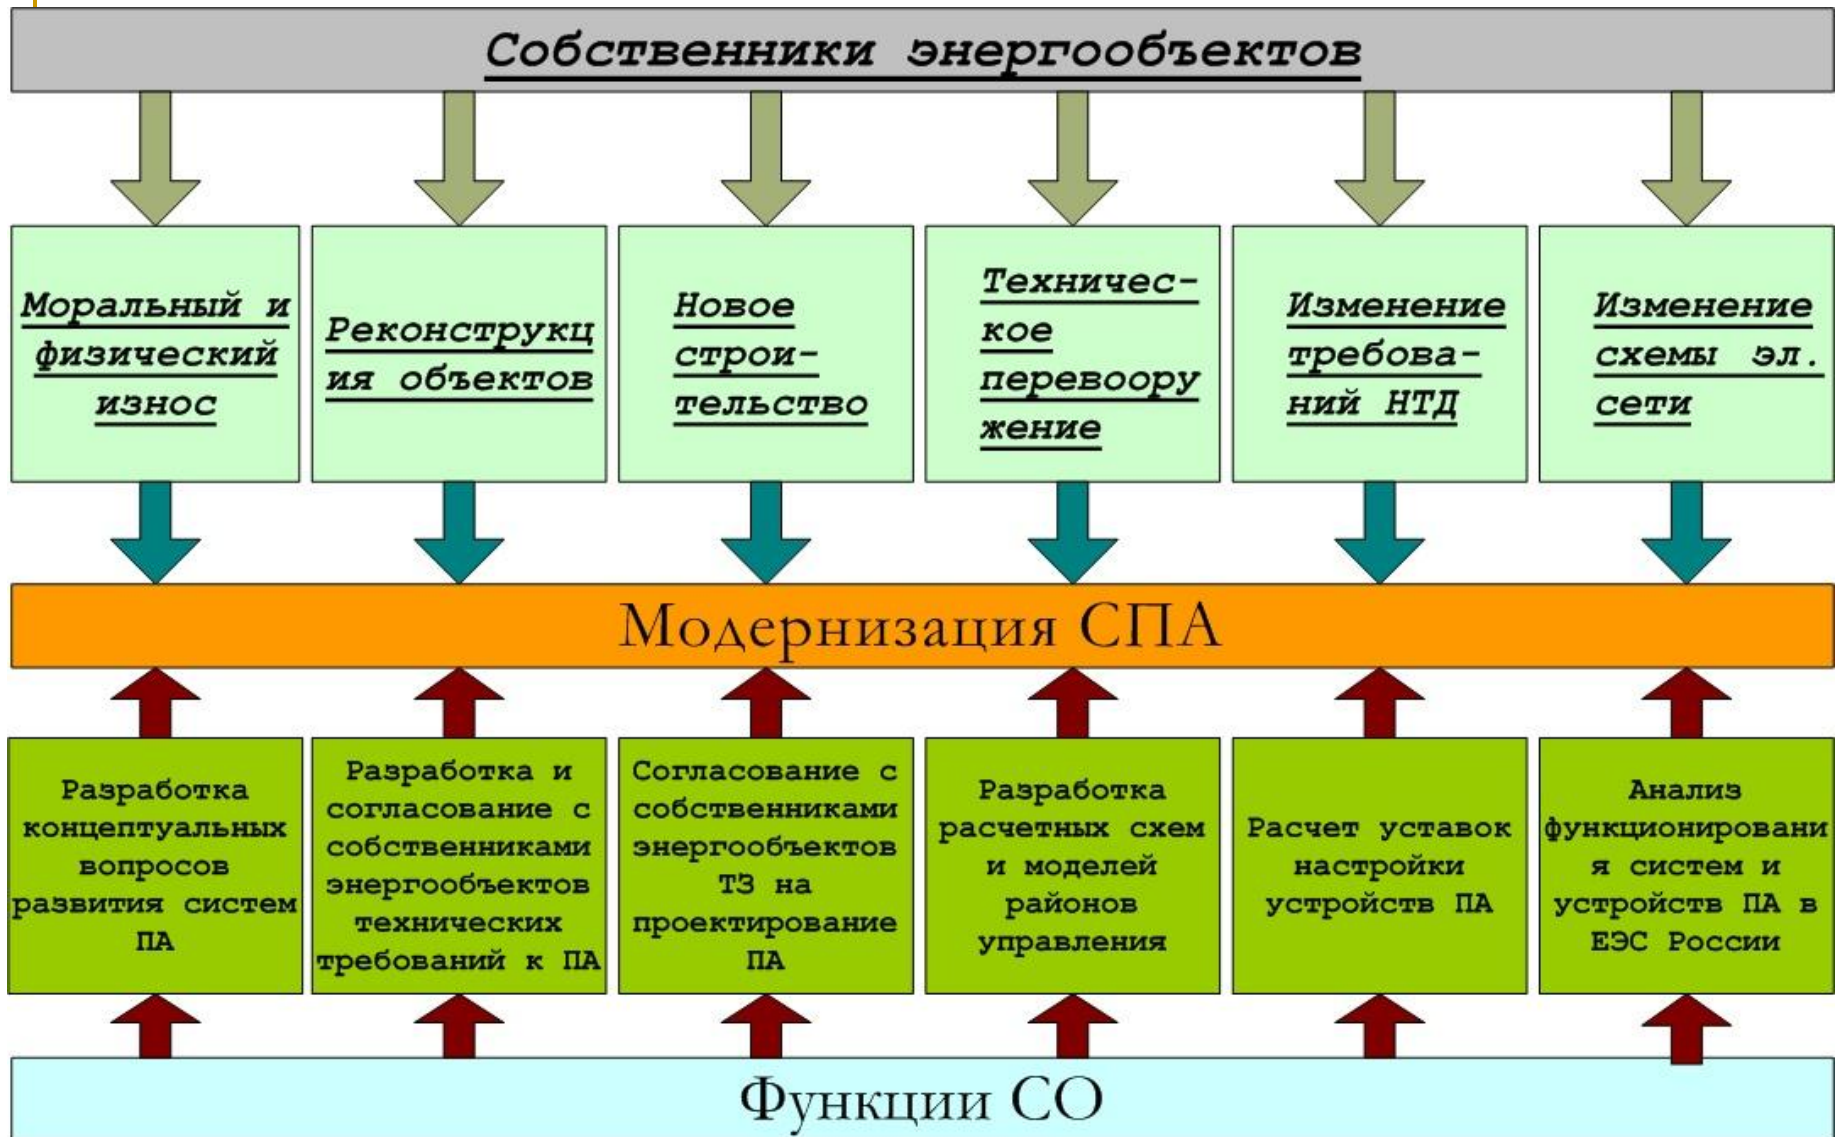 Собственники энергообъектов
Моральный и
физический
износ
Реконструкц
ия объектов
Новое
строи-
тельство
Техничес-
кое
перевоору
жение
Изменение
требова-
ний НТД
Изменение
схемы эл.
сети
Модернизация СПА
Разработка
концептуальных
вопросов
развития систем
ПА
Разработка и
согласование с
собственниками
энергообъектов
технических
требований к ПА
Согласование с
собственниками
энергообъектов
ТЗ на
проектирование
ПА
Разработка
расчетных схем
и моделей
районов
управления
Расчет уставок
настройки
устройств ПА
Анализ
функционировани
я систем и
устройств ПА в
ЕЭС России
Функции СО